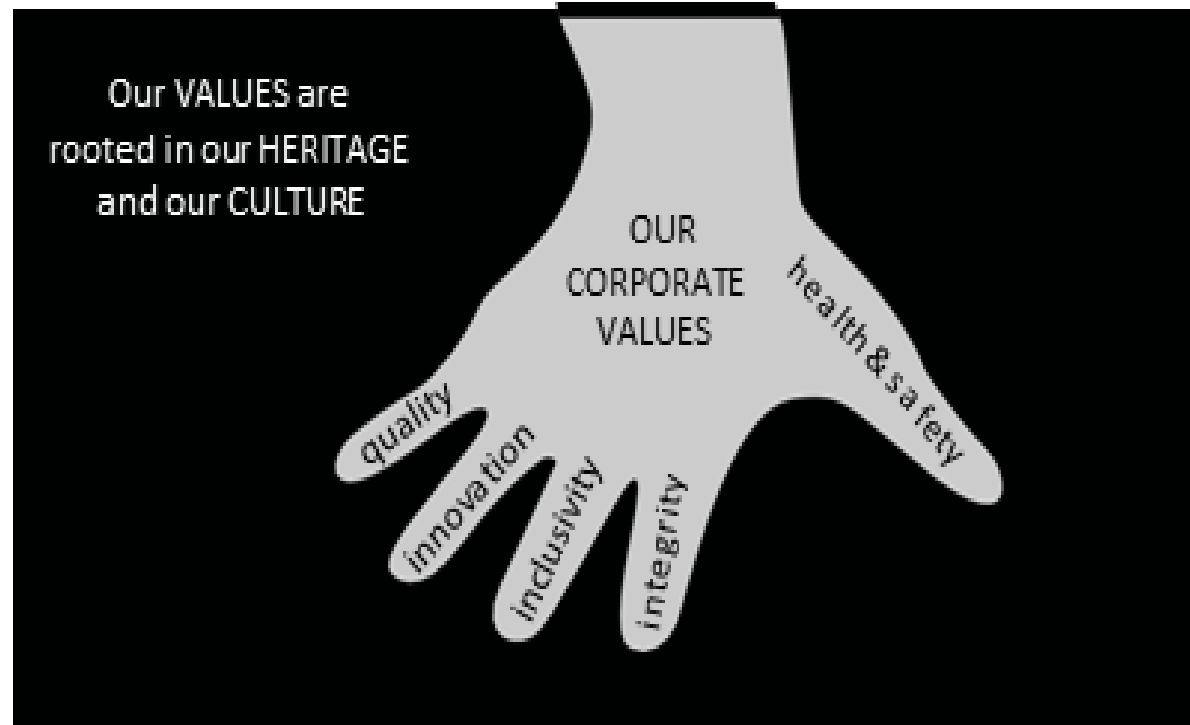 Our VALUES are
rooted in our HERITAGE
and our CULTURE
OUR
CORPORATE
VALUES
health & safety
quality
innovation
inclusivity
integrity